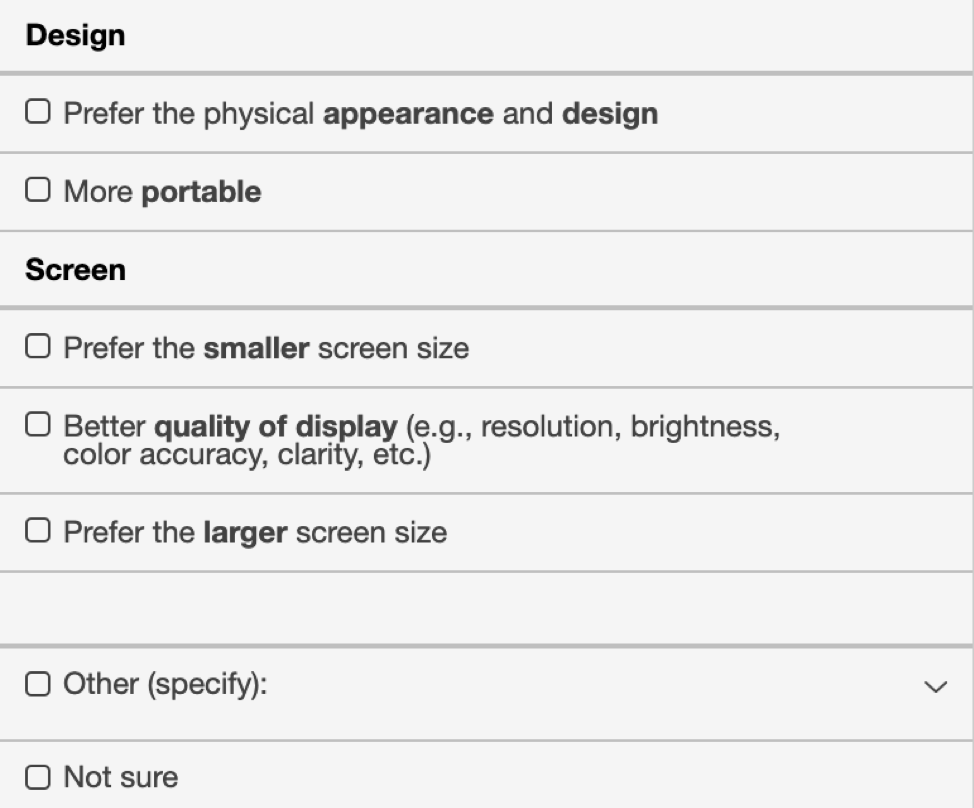 Design
Prefer the physical appearance and design
More portable
Screen
Prefer the smaller screen size
Better quality of display (e.g., resolution, brightness,
color accuracy, clarity, etc.)
Prefer the larger screen size
Other (specify):
Not sure